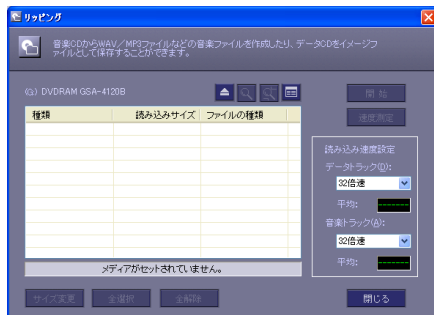 リッピング
音楽CDからWAV／MP3ファイルなどの音楽ファイルを作成したり、データCDをイメージフ
ァイルとして保存することができます。
(G:) DVDRAM GSA-4120B
開 始
種類 読み込みサイズ ファイルの種類
速度測定
読み込み速度設定
データトラック(D):
32倍速
平均:
音楽トラック(A):
32倍速
平均:
メディアがセットされていません。
サイズ変更 全選択 全解除 閉じる